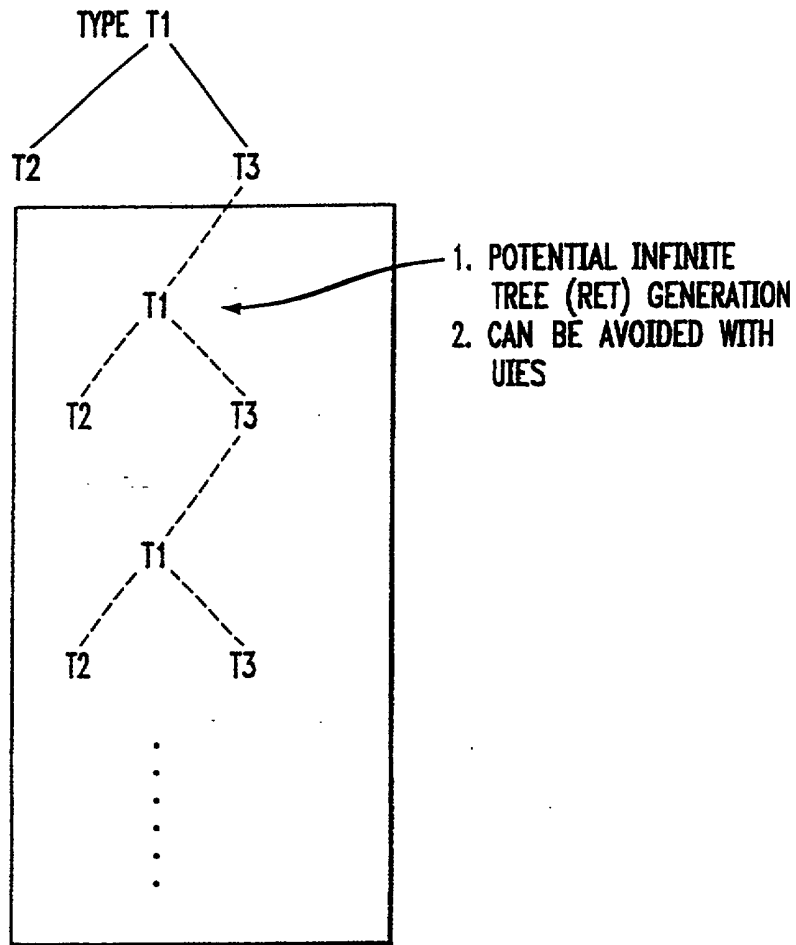 TYPE T1
T2 T3
T1
T2 T3
T1
T2 T3
1. POTENTIAL INFINITE
TREE (RET) GENERATION
2. CAN BE AVOIDED WITH
UIES